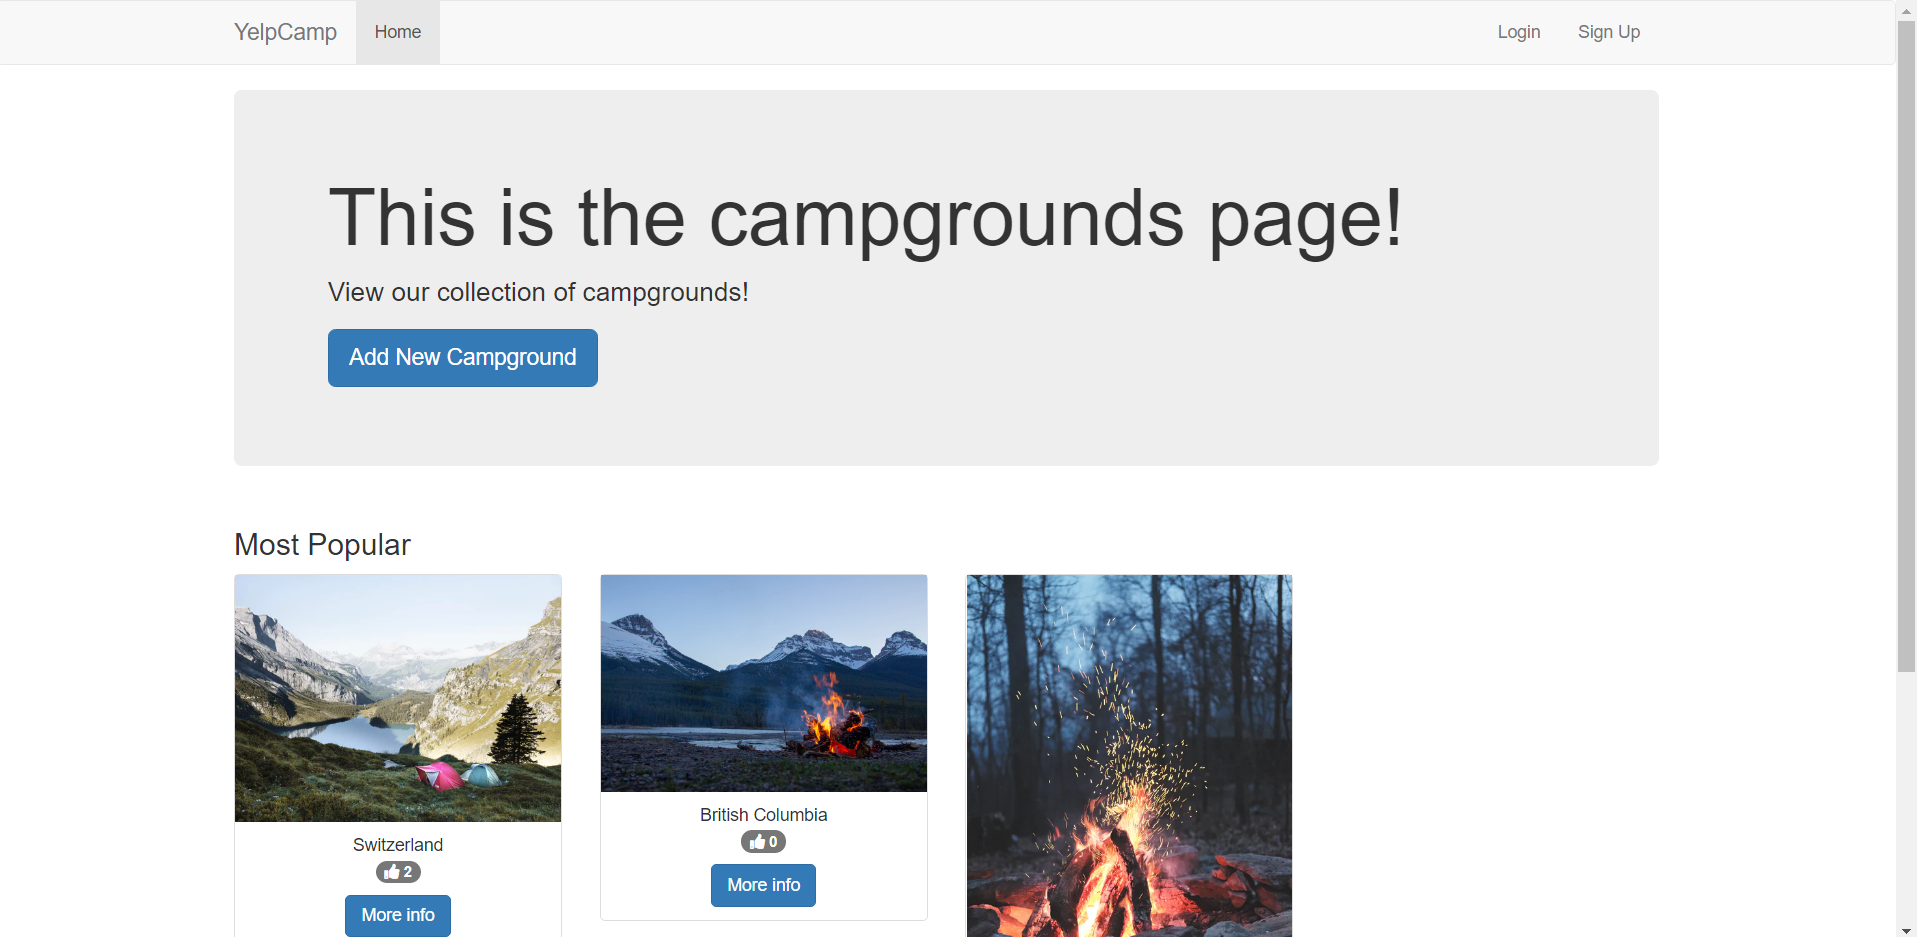 YelpCamp Home Login Sign Up
This is the campgrounds page!
View our collection of campgrounds!
Add New Campground
Most Popular
Switzerland
2
More info
British Columbia
0
More info